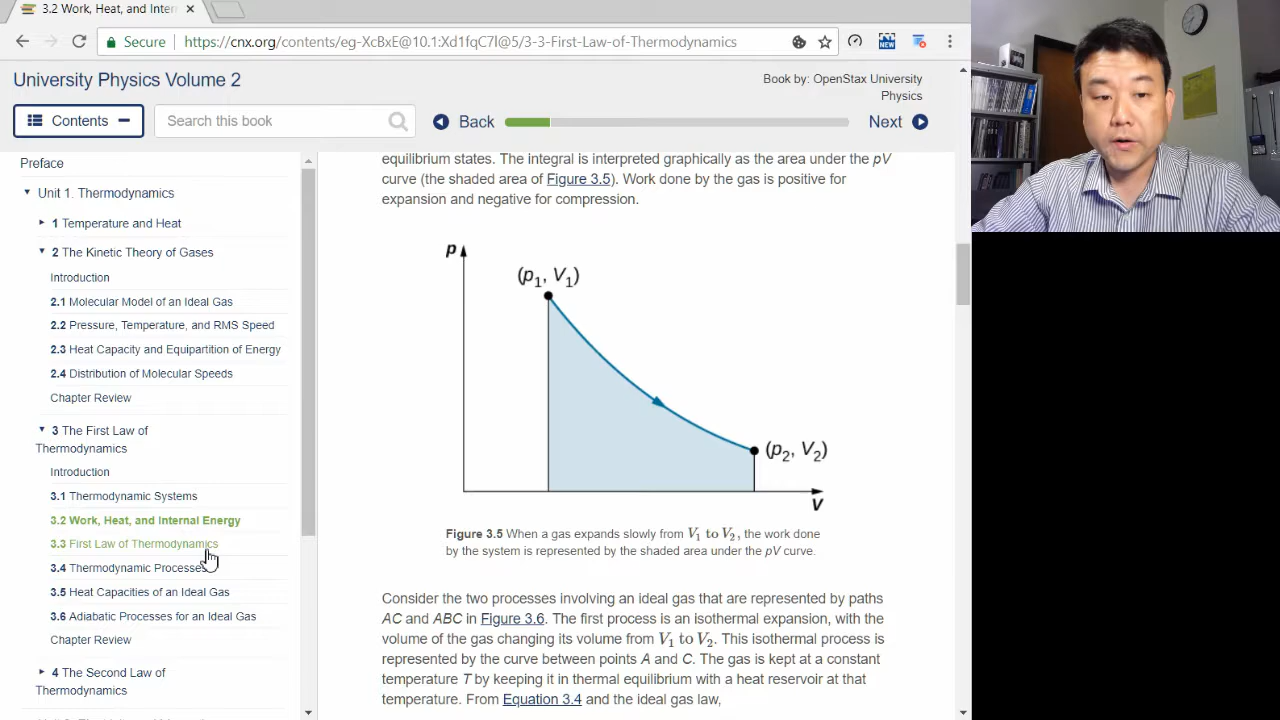 3.2 Work, Heat, and Inter
Secure
https://cnx.org/contents/eg-XcBxE@10.1:Xd1fqC7l@5/3-3-First-Law-of-Thermodynamics
NEW
University Physics Volume 2
Book by: OpenStax University
Physics
Contents
Search this book
Back
Next
Preface
Unit 1. Thermodynamics
1 Temperature and Heat
2 The Kinetic Theory of Gases
Introduction
2.1 Molecular Model of an Ideal Gas
2.2 Pressure, Temperature, and RMS Speed
2.3 Heat Capacity and Equipartition of Energy
2.4 Distribution of Molecular Speeds
Chapter Review
3 The First Law of
Thermodynamics
Introduction
3.1 Thermodynamic Systems
3.2 Work, Heat, and Internal Energy
3.3 First Law of Thermodynamics
3.4 Thermodynamic Processes
3.5 Heat Capacities of an Ideal Gas
3.6 Adiabatic Processes for an Ideal Gas
Chapter Review
4 The Second Law of
Thermodynamics
equilibrium states. The integral is interpreted graphically as the area under the pV
curve (the shaded area of Figure 3.5). Work done by the gas is positive for
expansion and negative for compression.
p
(p1, V1)
(p2, V2)
V
Figure 3.5 When a gas expands slowly from V1 to V2, the work done
by the system is represented by the shaded area under the pV curve.
Consider the two processes involving an ideal gas that are represented by paths
AC and ABC in Figure 3.6. The first process is an isothermal expansion, with the
volume of the gas changing its volume from V1 to V2. This isothermal process is
represented by the curve between points A and C. The gas is kept at a constant
temperature T by keeping it in thermal equilibrium with a heat reservoir at that
temperature. From Equation 3.4 and the ideal gas law,